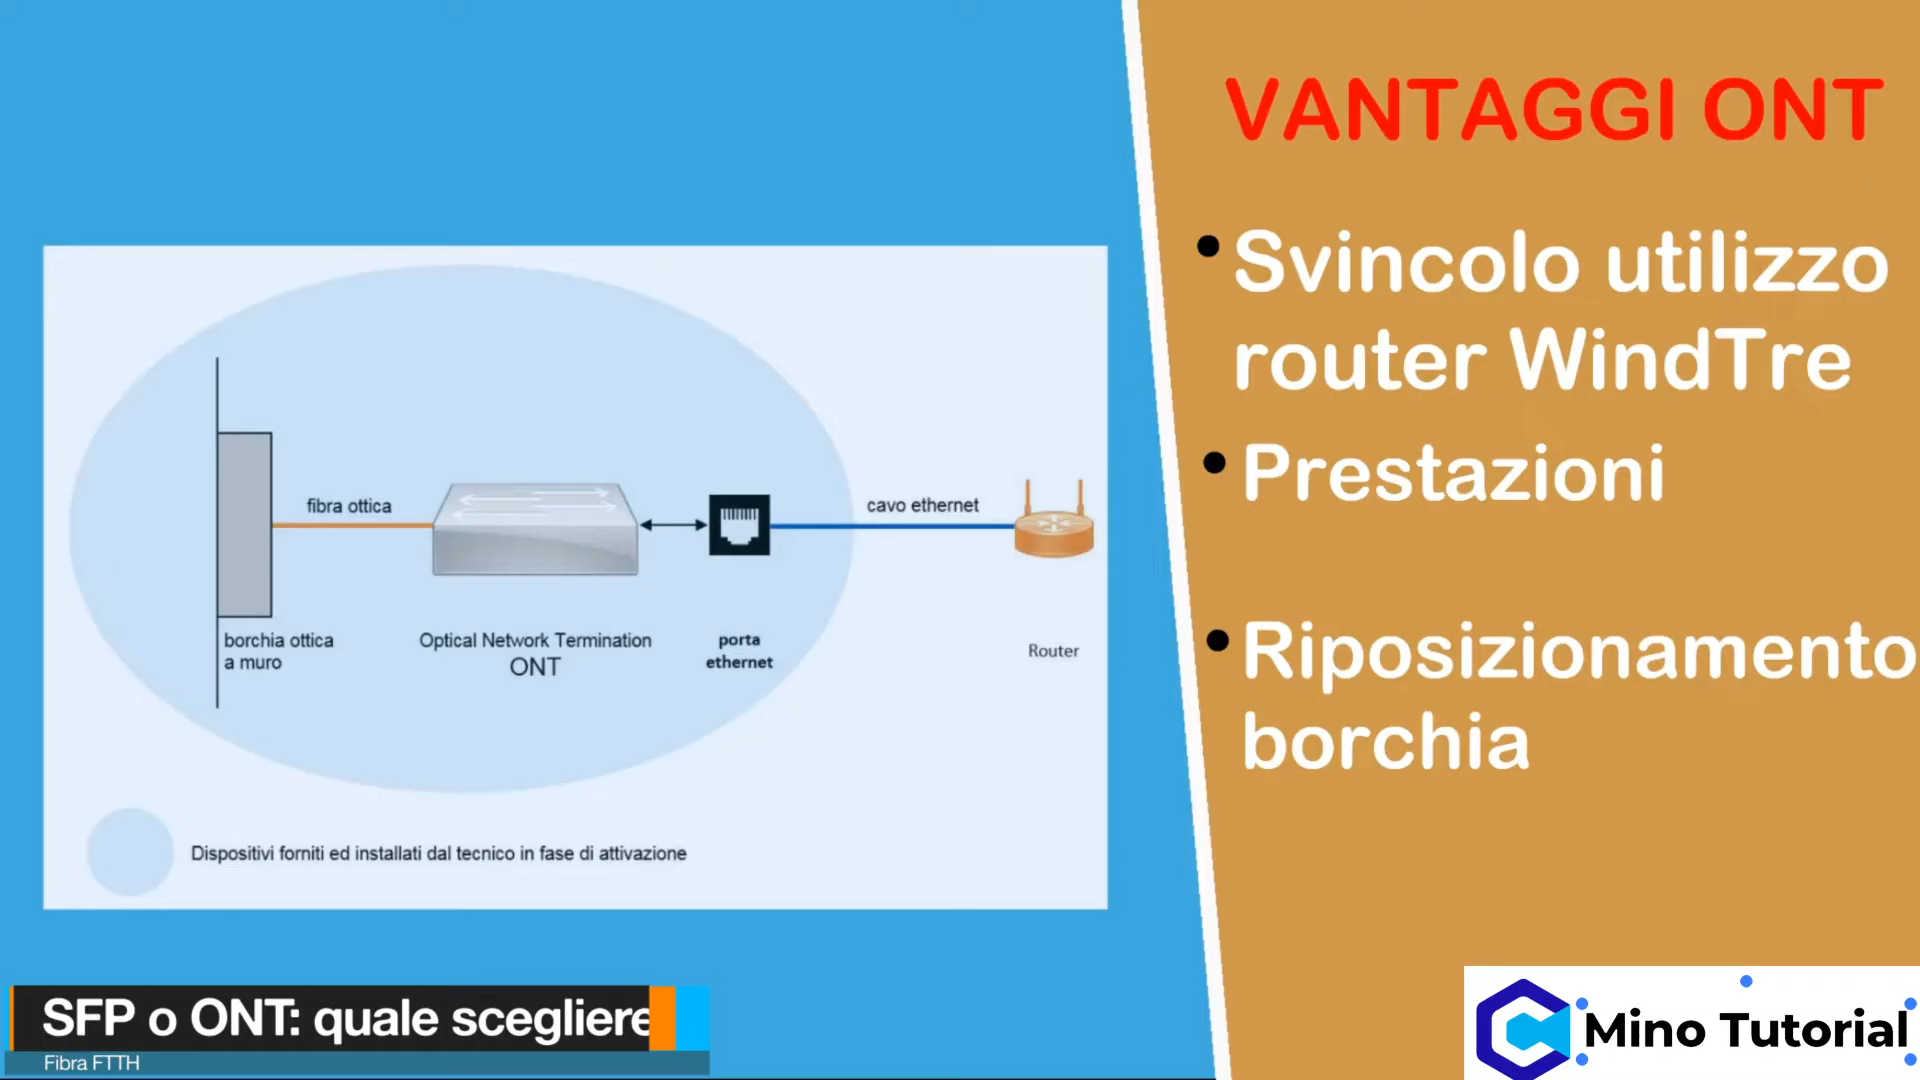 VANTAGGI ONT
Svincolo utilizzo
router WindTre
Prestazioni
Riposizionamento
borchia
fibra ottica
cavo ethernet
borchia ottica
a muro
Optical Network Termination
ONT
porta
ethernet
Router
Dispositivi forniti ed installati dal tecnico in fase di attivazione
SFP o ONT: quale scegliere
Fibra FTTH
Mino Tutorial